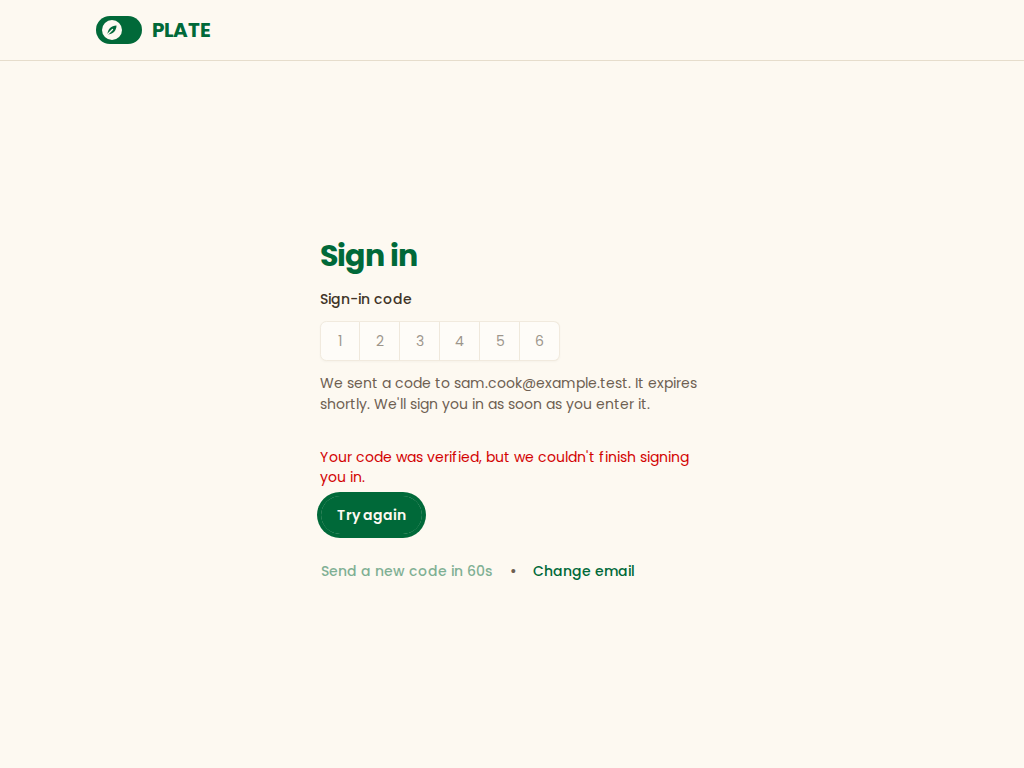 PLATE
Sign in
Sign-in code
1 2 3 4 5 6
We sent a code to sam.cook@example.test. It expires
shortly. We'll sign you in as soon as you enter it.
Your code was verified, but we couldn't finish signing
you in.
Try again
Send a new code in 60s • Change email